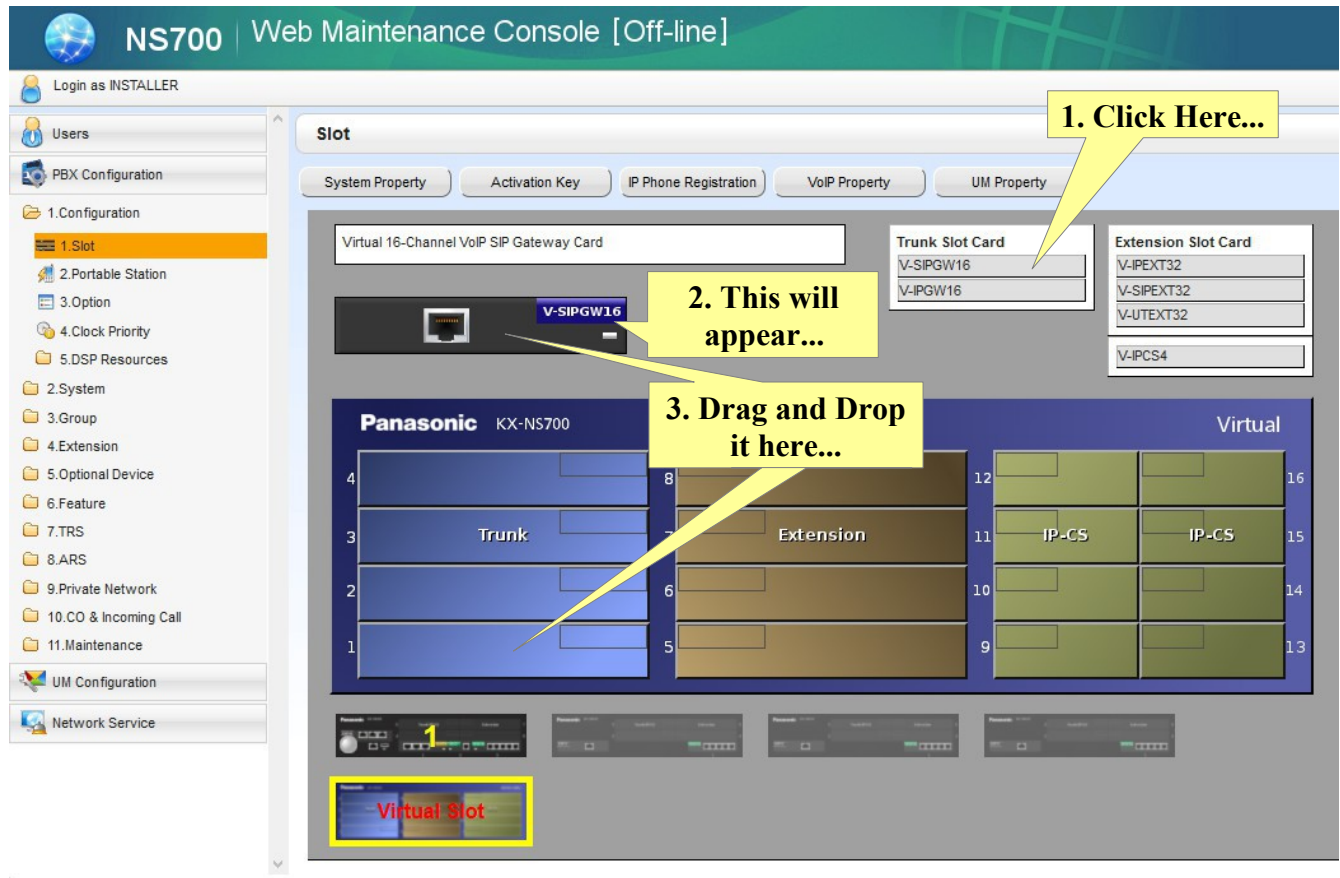 NS700 Web Maintenance Console [Off-line]
Login as INSTALLER
Users
PBX Configuration
1.Configuration
1.Slot
2.Portable Station
3.Option
4.Clock Priority
5.DSP Resources
2.System
3.Group
4.Extension
5.Optional Device
6.Feature
7.TRS
8.ARS
9.Private Network
10.CO & Incoming Call
11.Maintenance
UM Configuration
Network Service
Slot
1. Click Here...
System Property
Activation Key
IP Phone Registration
VoIP Property
UM Property
Virtual 16-Channel VoIP SIP Gateway Card
Trunk Slot Card
V-SIPGW16
V-IPGW16
Extension Slot Card
V-IPEXT32
V-SIPEXT32
V-UTEXT32
V-IPCS4
V-SIPGW16
2. This will
appear...
3. Drag and Drop
it here...
Panasonic KX-NS700
Virtual
4 8 12 16
3 Trunk 7 Extension 11 IP-CS IP-CS 15
2 6 10 14
1 5 9 13
1
Virtual Slot